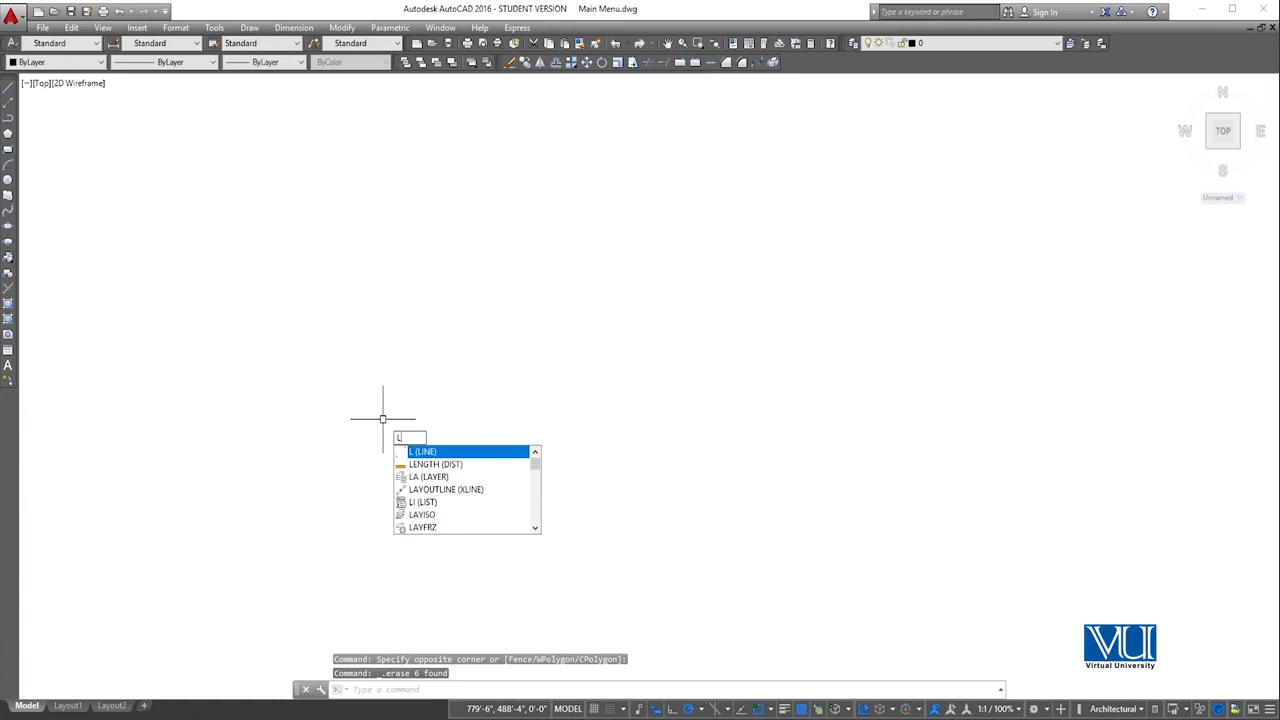 Autodesk AutoCAD 2016 - STUDENT VERSION Main Menu.dwg
Type a keyword or phrase
Sign In
File Edit View Insert Format Tools Draw Dimension Modify Parametric Window Help Express
Standard Standard Standard Standard 0
ByLayer ByLayer ByLayer ByColor
[−][Top][2D Wireframe]
N
W TOP E
S
Unnamed
L
L (LINE)
LENGTH (DIST)
LA (LAYER)
LAYOUTLINE (XLINE)
LI (LIST)
LAYISO
LAYFRZ
VU
Virtual University
Command: Specify opposite corner or [Fence/WPolygon/CPolygon]:
Command: _.erase 6 found
Type a command
Model Layout1 Layout2 +
779'-6", 488'-4", 0'-0" MODEL 1:1 / 100% Architectural